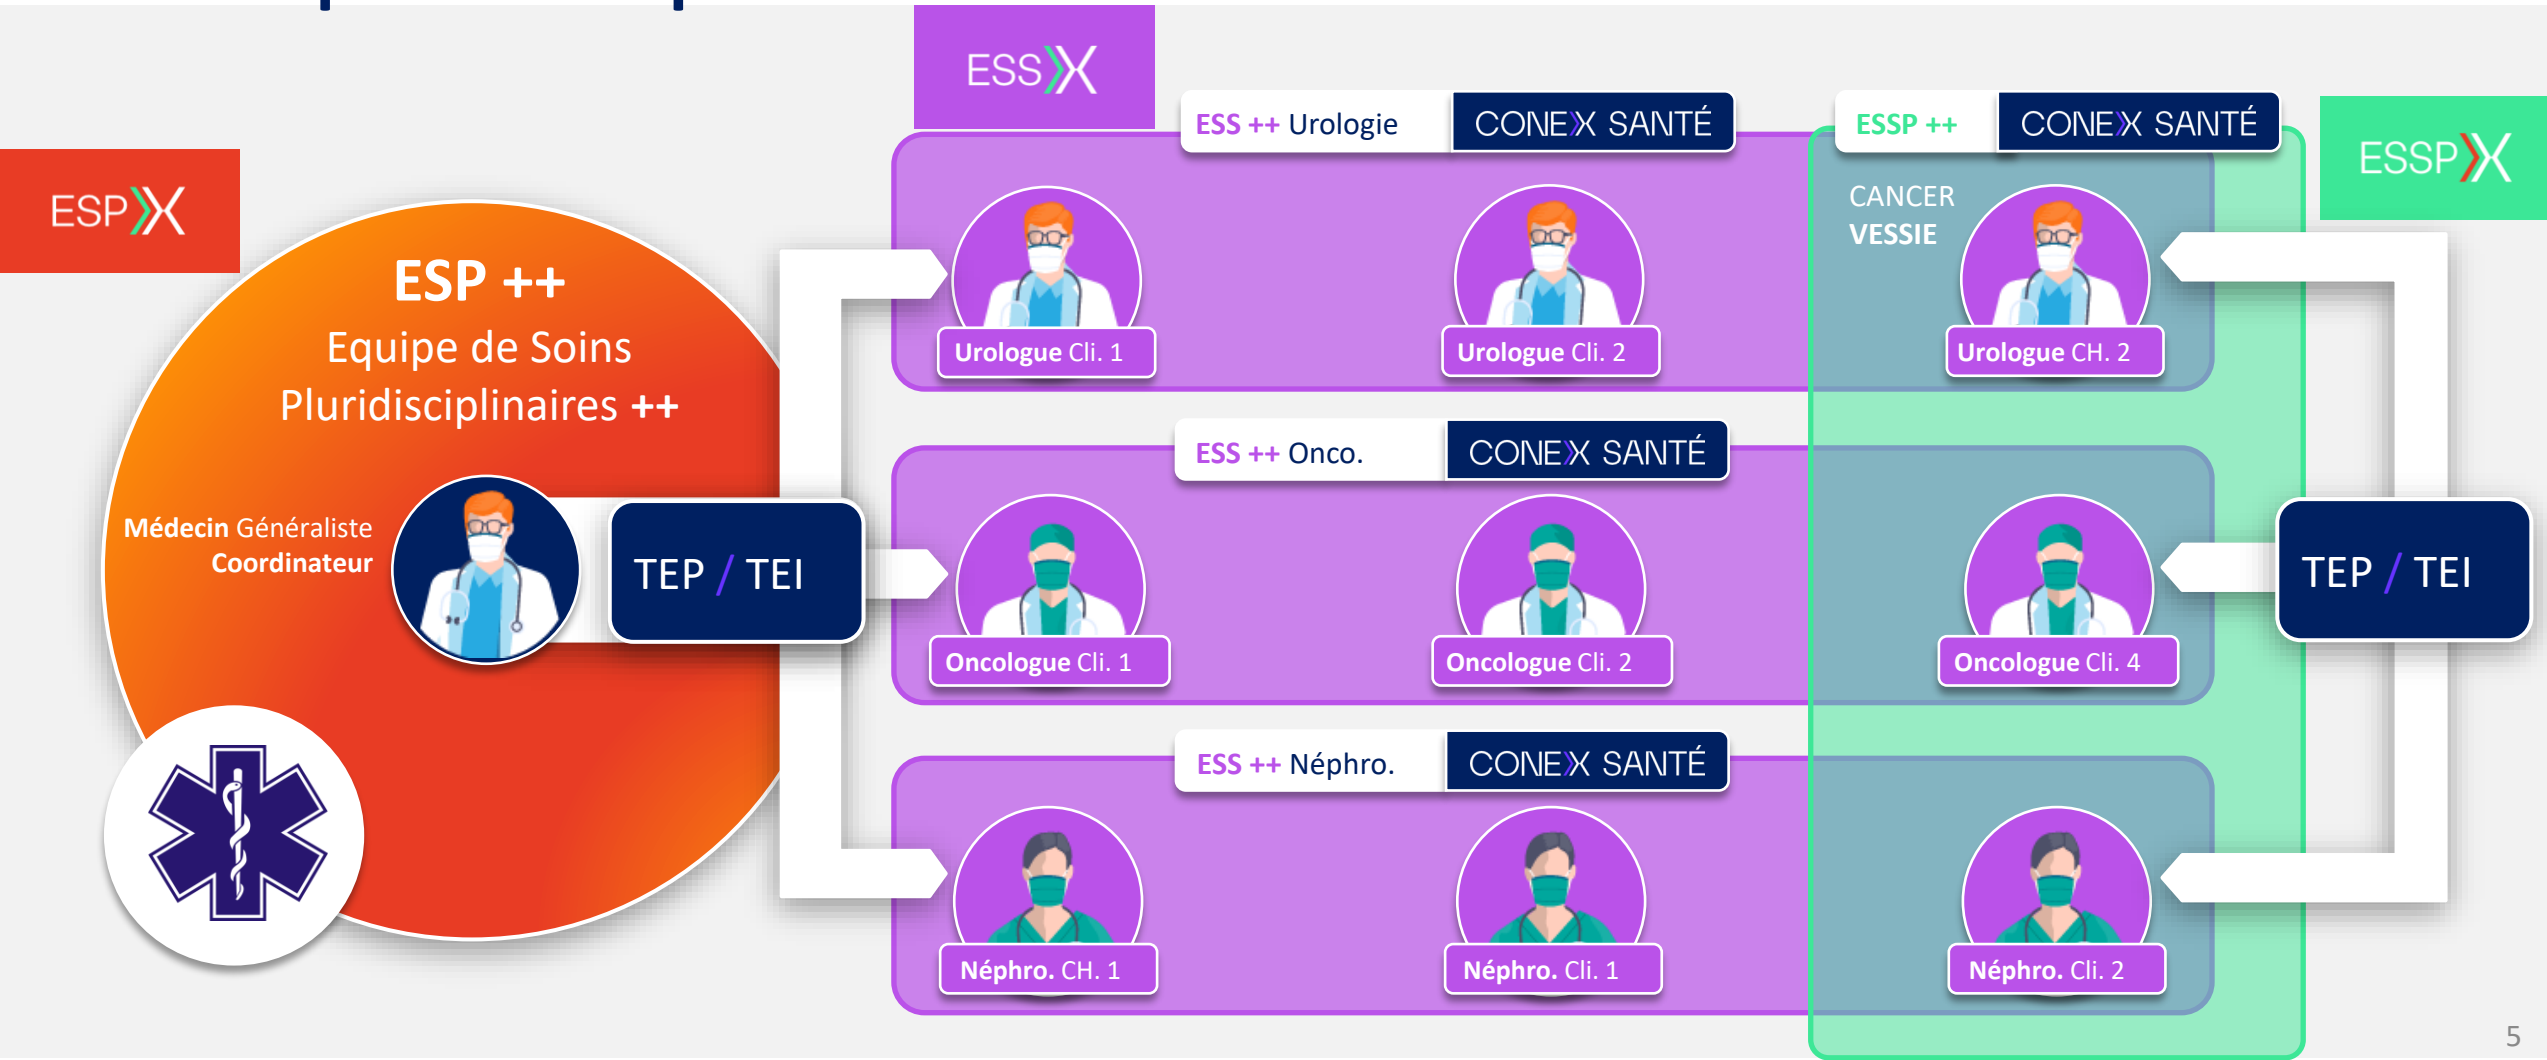 ESSX
ESS ++ Urologie
CONEX SANTÉ
ESSP ++
CONEX SANTÉ
ESSPX
ESPX
CANCER
VESSIE
ESP ++
Equipe de Soins
Pluridisciplinaires ++
Urologue Cli. 1
Urologue Cli. 2
Urologue CH. 2
ESS ++ Onco.
CONEX SANTÉ
Médecin Généraliste
Coordinateur
TEP / TEI
TEP / TEI
Oncologue Cli. 1
Oncologue Cli. 2
Oncologue Cli. 4
ESS ++ Néphro.
CONEX SANTÉ
Néphro. CH. 1
Néphro. Cli. 1
Néphro. Cli. 2
5